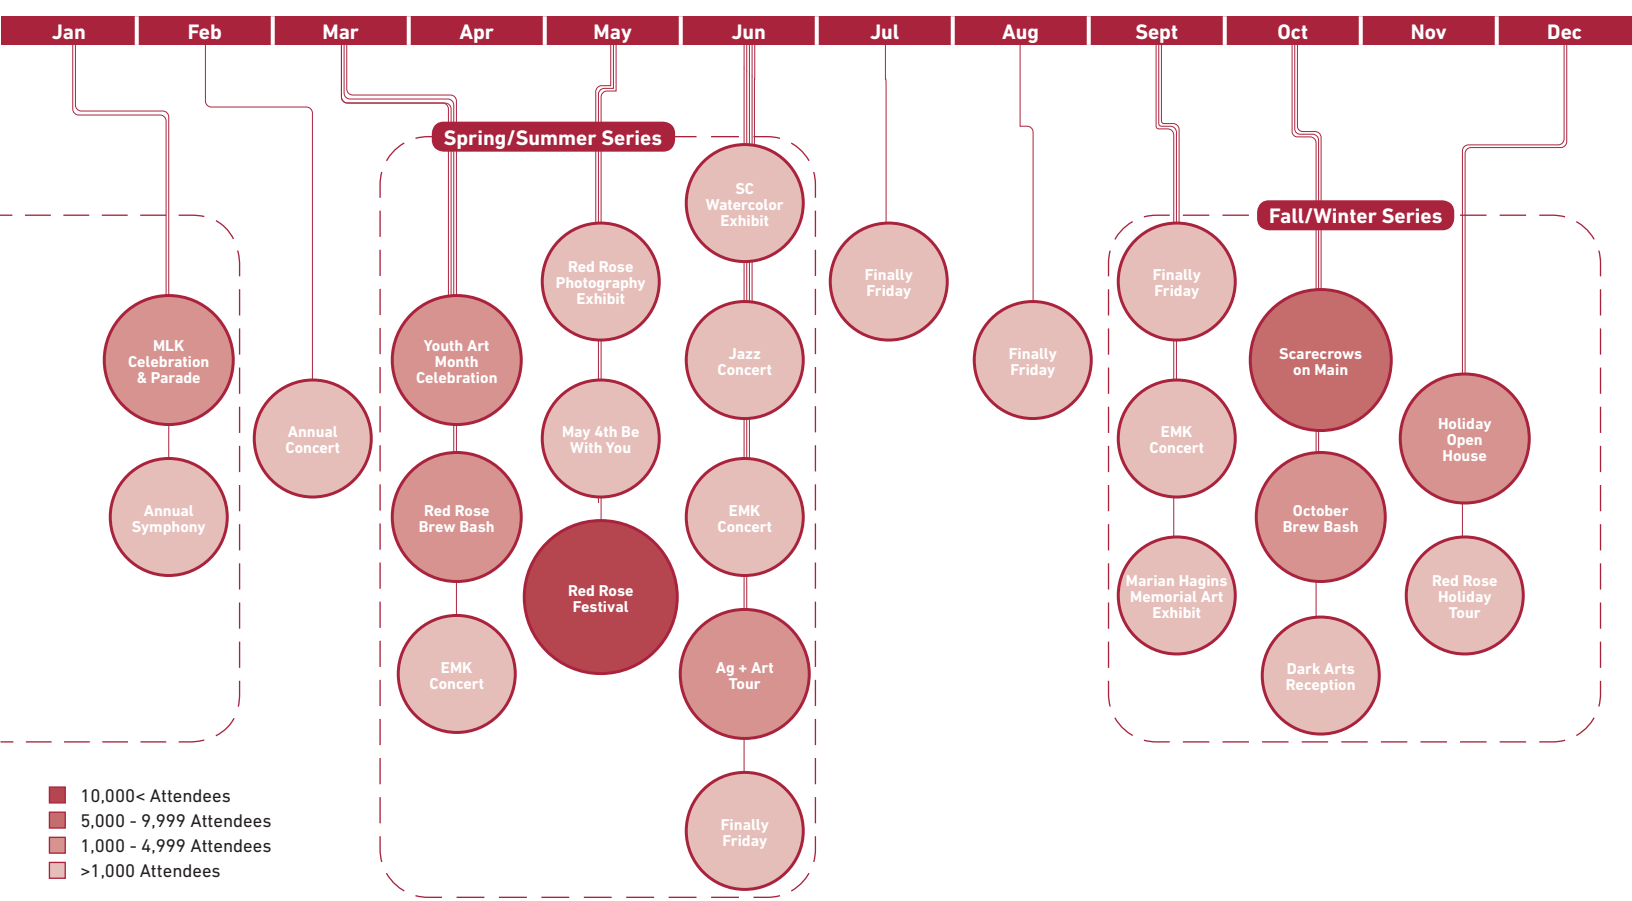 Jan
Feb
Mar
Apr
May
Jun
Jul
Aug
Sept
Oct
Nov
Dec
Spring/Summer Series
Fall/Winter Series
MLK
Celebration
& Parade
Annual
Symphony
Annual
Concert
Youth Art
Month
Celebration
Red Rose
Brew Bash
EMK
Concert
Red Rose
Photography
Exhibit
May 4th Be
With You
Red Rose
Festival
SC
Watercolor
Exhibit
Jazz
Concert
EMK
Concert
Ag + Art
Tour
Finally
Friday
Finally
Friday
Finally
Friday
Finally
Friday
EMK
Concert
Marian Hagins
Memorial Art
Exhibit
Scarecrows
on Main
October
Brew Bash
Dark Arts
Reception
Holiday
Open
House
Red Rose
Holiday
Tour
10,000< Attendees
5,000 - 9,999 Attendees
1,000 - 4,999 Attendees
>1,000 Attendees